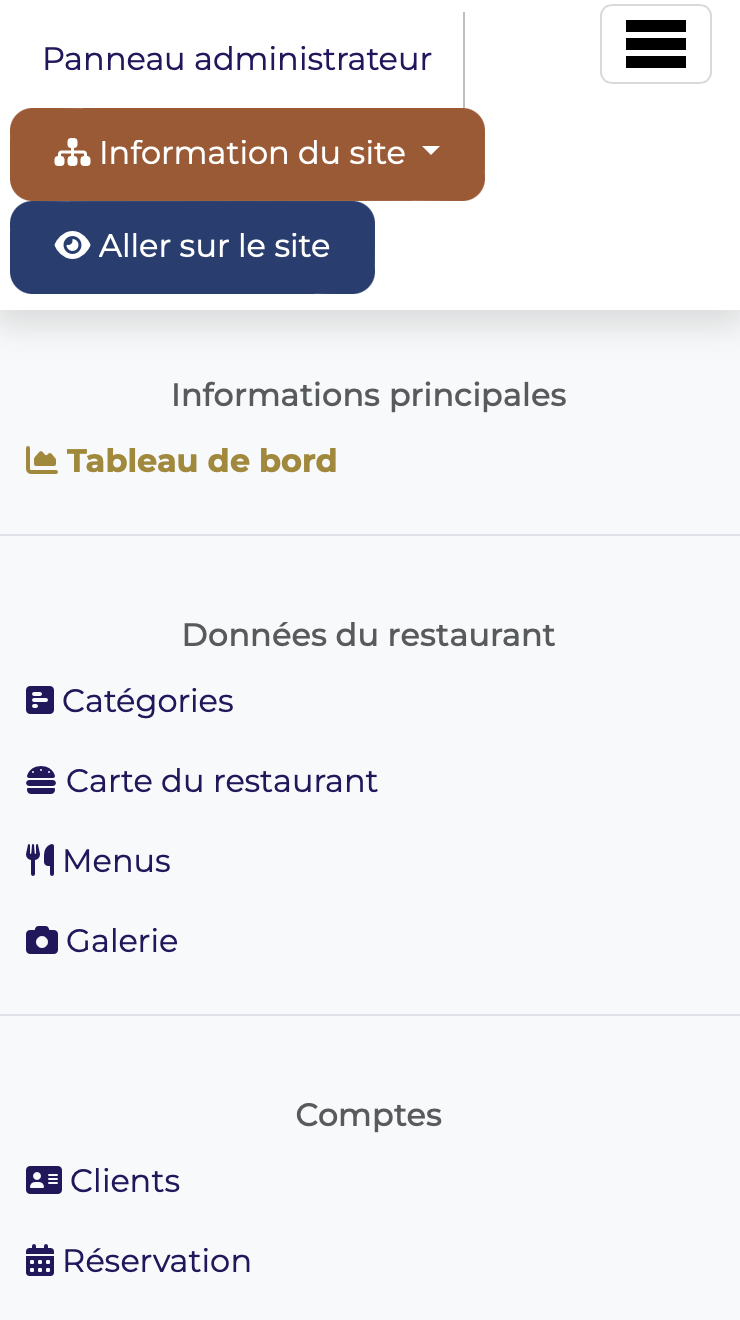 Panneau administrateur
Information du site
Aller sur le site
Informations principales
Tableau de bord
Données du restaurant
Catégories
Carte du restaurant
Menus
Galerie
Comptes
Clients
Réservation